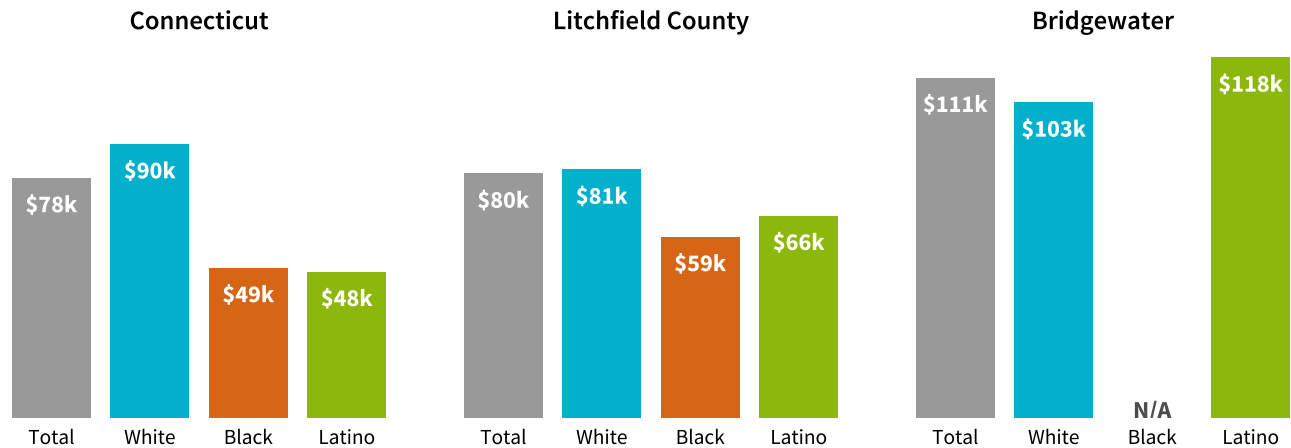 Connecticut
$78k
$90k
$49k
$48k
Total
White
Black
Latino
Litchfield County
$80k
$81k
$59k
$66k
Total
White
Black
Latino
Bridgewater
$111k
$103k
N/A
$118k
Total
White
Black
Latino